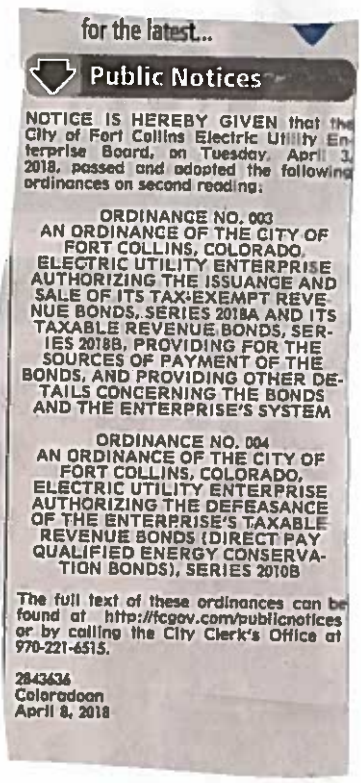 for the latest...
Public Notices
NOTICE IS HEREBY GIVEN that the
City of Fort Collins Electric Utility En-
terprise Board, on Tuesday, April 3,
2018, passed and adopted the following
ordinances on second reading:
ORDINANCE NO. 003
AN ORDINANCE OF THE CITY OF
FORT COLLINS, COLORADO,
ELECTRIC UTILITY ENTERPRISE
AUTHORIZING THE ISSUANCE AND
SALE OF ITS TAX-EXEMPT REVE-
NUE BONDS, SERIES 2018A AND ITS
TAXABLE REVENUE BONDS, SER-
IES 2018B, PROVIDING FOR THE
SOURCES OF PAYMENT OF THE
BONDS, AND PROVIDING OTHER DE-
TAILS CONCERNING THE BONDS
AND THE ENTERPRISE'S SYSTEM
ORDINANCE NO. 004
AN ORDINANCE OF THE CITY OF
FORT COLLINS, COLORADO,
ELECTRIC UTILITY ENTERPRISE
AUTHORIZING THE DEFEASANCE
OF THE ENTERPRISE'S TAXABLE
REVENUE BONDS (DIRECT PAY
QUALIFIED ENERGY CONSERVA-
TION BONDS), SERIES 2010B
The full text of these ordinances can be
found at http://fcgov.com/publicnotices
or by calling the City Clerk's Office at
970-221-6515.
2843636
Coloradoan
April 8, 2018